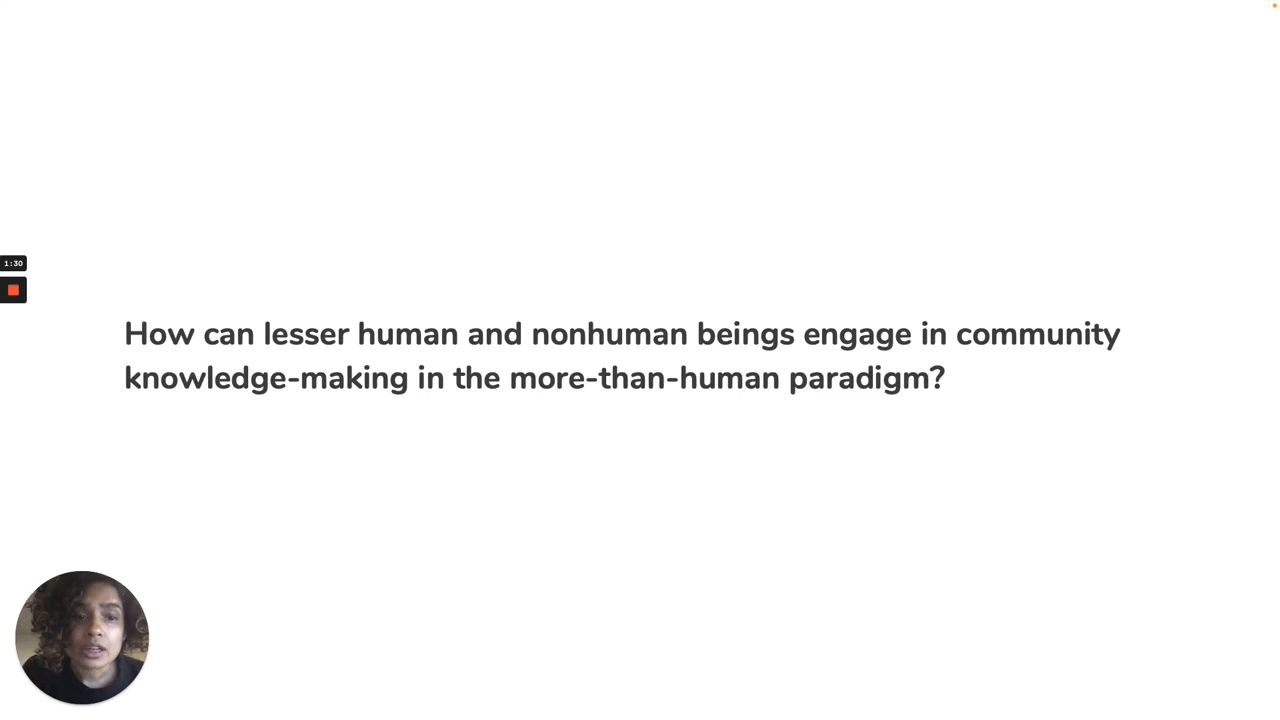 1:30
How can lesser human and nonhuman beings engage in community
knowledge-making in the more-than-human paradigm?